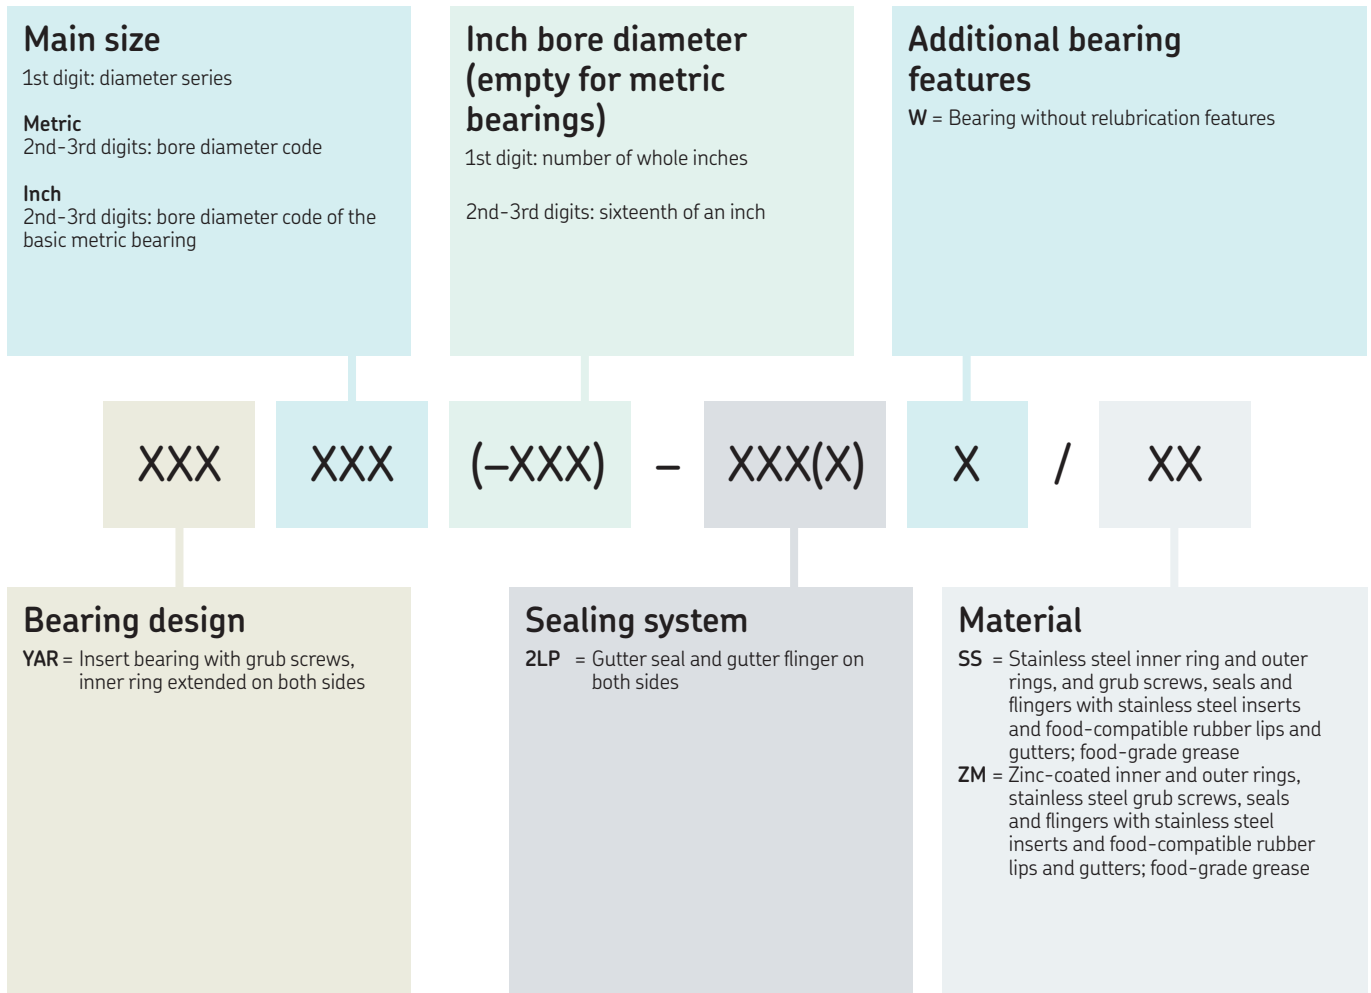 Main size
1st digit: diameter series
Metric
2nd-3rd digits: bore diameter code
Inch
2nd-3rd digits: bore diameter code of the
basic metric bearing
Inch bore diameter
(empty for metric
bearings)
1st digit: number of whole inches
2nd-3rd digits: sixteenth of an inch
Additional bearing
features
W = Bearing without relubrication features
XXX XXX (–XXX) – XXX(X) X / XX
Bearing design
YAR = Insert bearing with grub screws,
inner ring extended on both sides
Sealing system
2LP = Gutter seal and gutter flinger on
both sides
Material
SS = Stainless steel inner ring and outer
rings, and grub screws, seals and
flingers with stainless steel inserts
and food-compatible rubber lips and
gutters; food-grade grease
ZM = Zinc-coated inner and outer rings,
stainless steel grub screws, seals
and flingers with stainless steel
inserts and food-compatible rubber
lips and gutters; food-grade grease